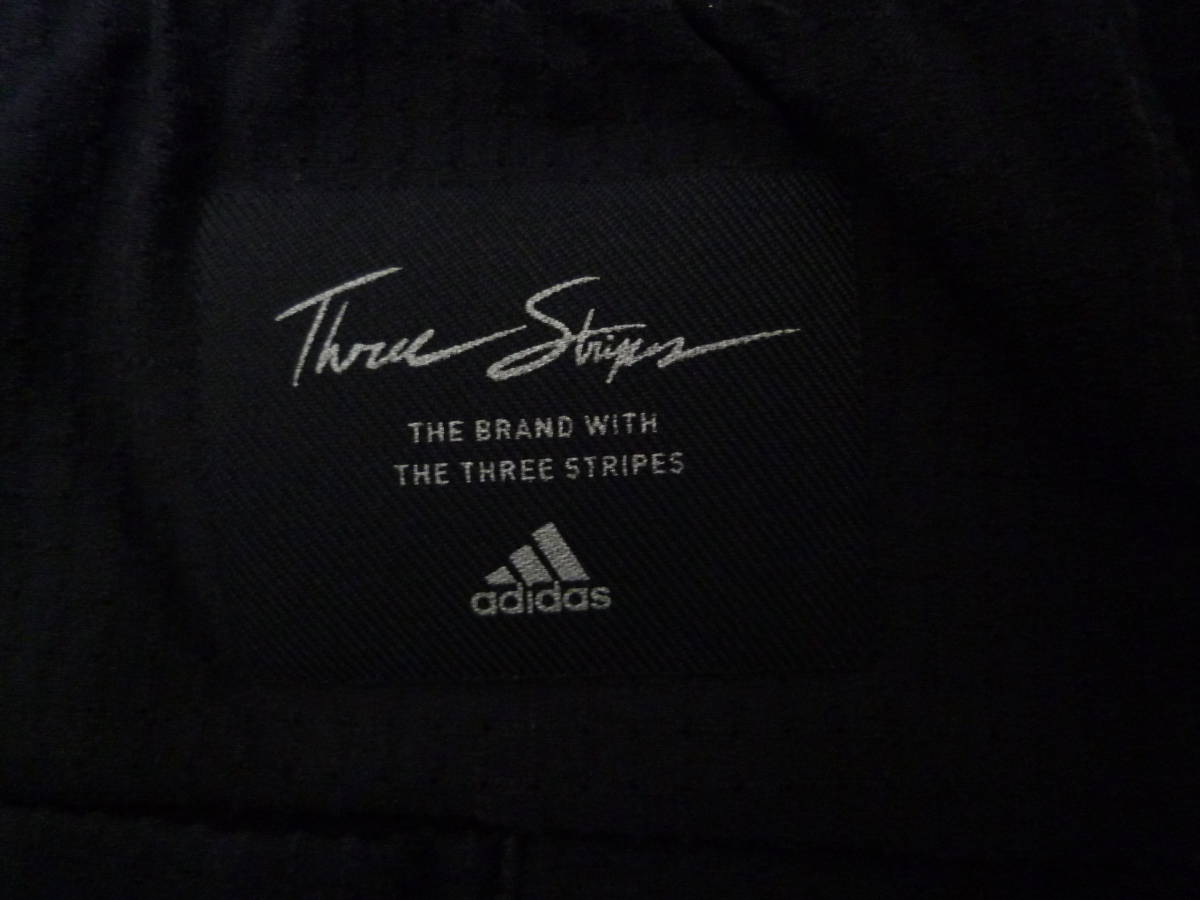 Three Stripes
THE BRAND WITH
THE THREE STRIPES
adidas